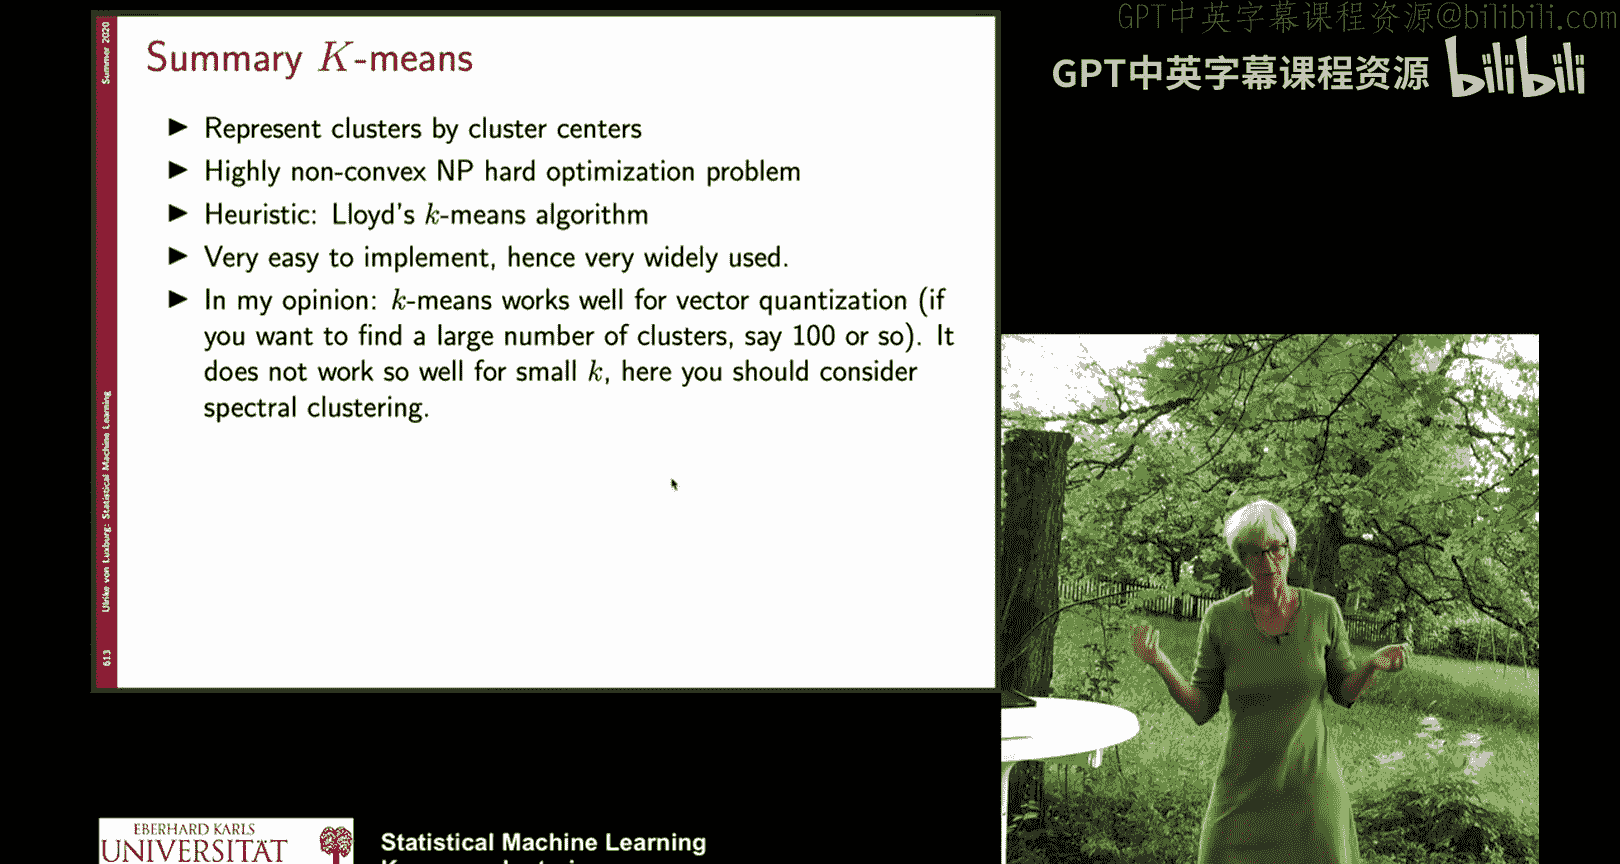 GPT中英字幕课程资源@bilibili.com
GPT中英字幕课程资源 bilibili
Summer 2020
Summary K-means
▶ Represent clusters by cluster centers
▶ Highly non-convex NP hard optimization problem
▶ Heuristic: Lloyd's k-means algorithm
▶ Very easy to implement, hence very widely used.
▶ In my opinion: k-means works well for vector quantization (if
you want to find a large number of clusters, say 100 or so). It
does not work so well for small k, here you should consider
spectral clustering.
Ulrike von Luxburg: Statistical Machine Learning
613
EBERHARD KARLS
UNIVERSITÄT
Statistical Machine Learning